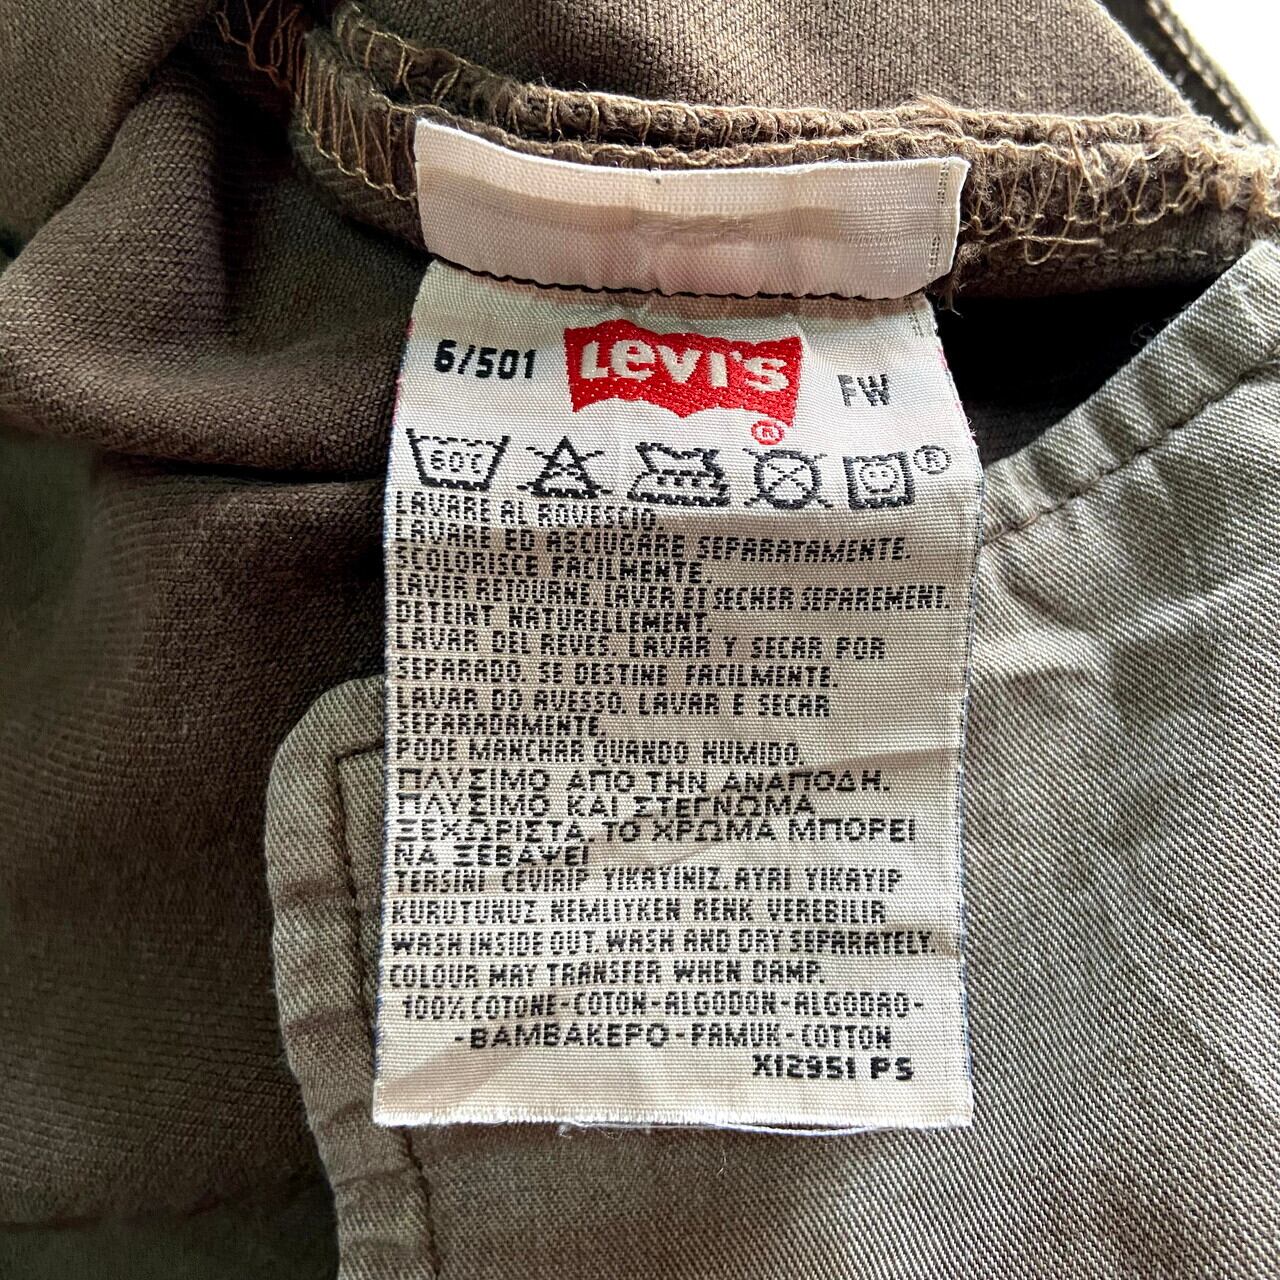 6/501 LEVI'S ® FW
60°C ®
LAVARE AL ROVESCIO.
LAVARE ED ASCIUGARE SEPARATAMENTE.
SCOLORISCE FACILMENTE.
LAVER RETOURNE. LAVER ET SECHER SEPAREMENT.
DETEINT NATURELLEMENT
LAVAR DEL REVES. LAVAR Y SECAR POR
SEPARADO. SE DESTINE FACILMENTE.
LAVAR DO AVESSO. LAVAR E SECAR
SEPARADAMENTE.
PODE MANCHAR QUANDO HUMIDO.
ΠΛΥΣΙΜΟ ΑΠΟ ΤΗΝ ΑΝΑΠΟΔΗ.
ΠΛΥΣΙΜΟ ΚΑΙ ΣΤΕΓΝΩΜΑ
ΞΕΧΩΡΙΣΤΑ. ΤΟ ΧΡΩΜΑ ΜΠΟΡΕΙ
ΝΑ ΞΕΒΑΨΕΙ
TERSINI CEVIRIP YIKAYINIZ. AYRI YIKAYIP
KURUTUNUZ. NEMLIYKEN RENK VEREBILIR
WASH INSIDE OUT. WASH AND DRY SEPARATELY.
COLOUR MAY TRANSFER WHEN DAMP.
100% COTONE-COTON-ALGODON-ALGODAO-
-ΒΑΜΒΑΚΕΡΟ-PAMUK-COTTON
X12951 PS